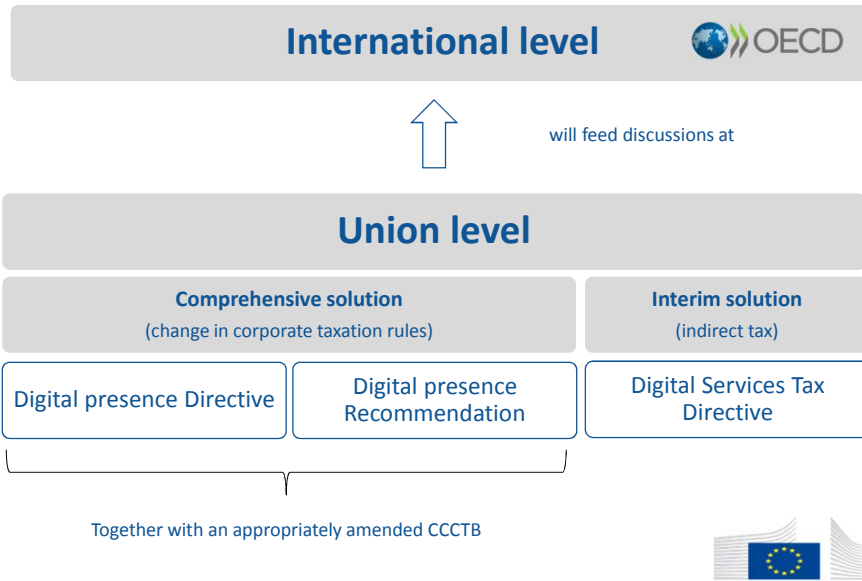 International level
OECD
will feed discussions at
Union level
Comprehensive solution
(change in corporate taxation rules)
Interim solution
(indirect tax)
Digital presence Directive
Digital presence
Recommendation
Digital Services Tax
Directive
Together with an appropriately amended CCCTB